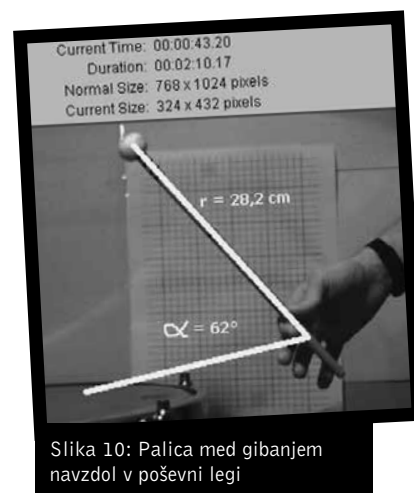 Current Time: 00:00:43.20
Duration: 00:02:10.17
Normal Size: 768 x 1024 pixels
Current Size: 324 x 432 pixels
r = 28,2 cm
α = 62°
Slika 10: Palica med gibanjem
navzdol v poševni legi